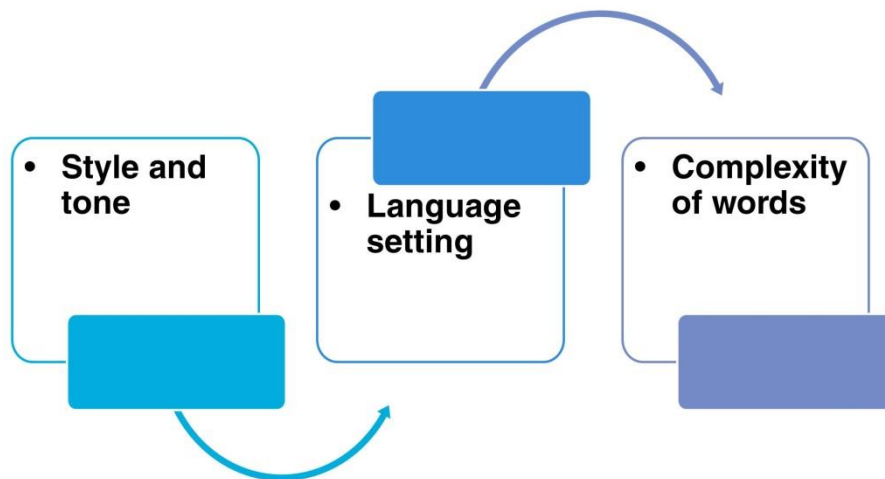 • Style and
tone
• Language
setting
• Complexity
of words